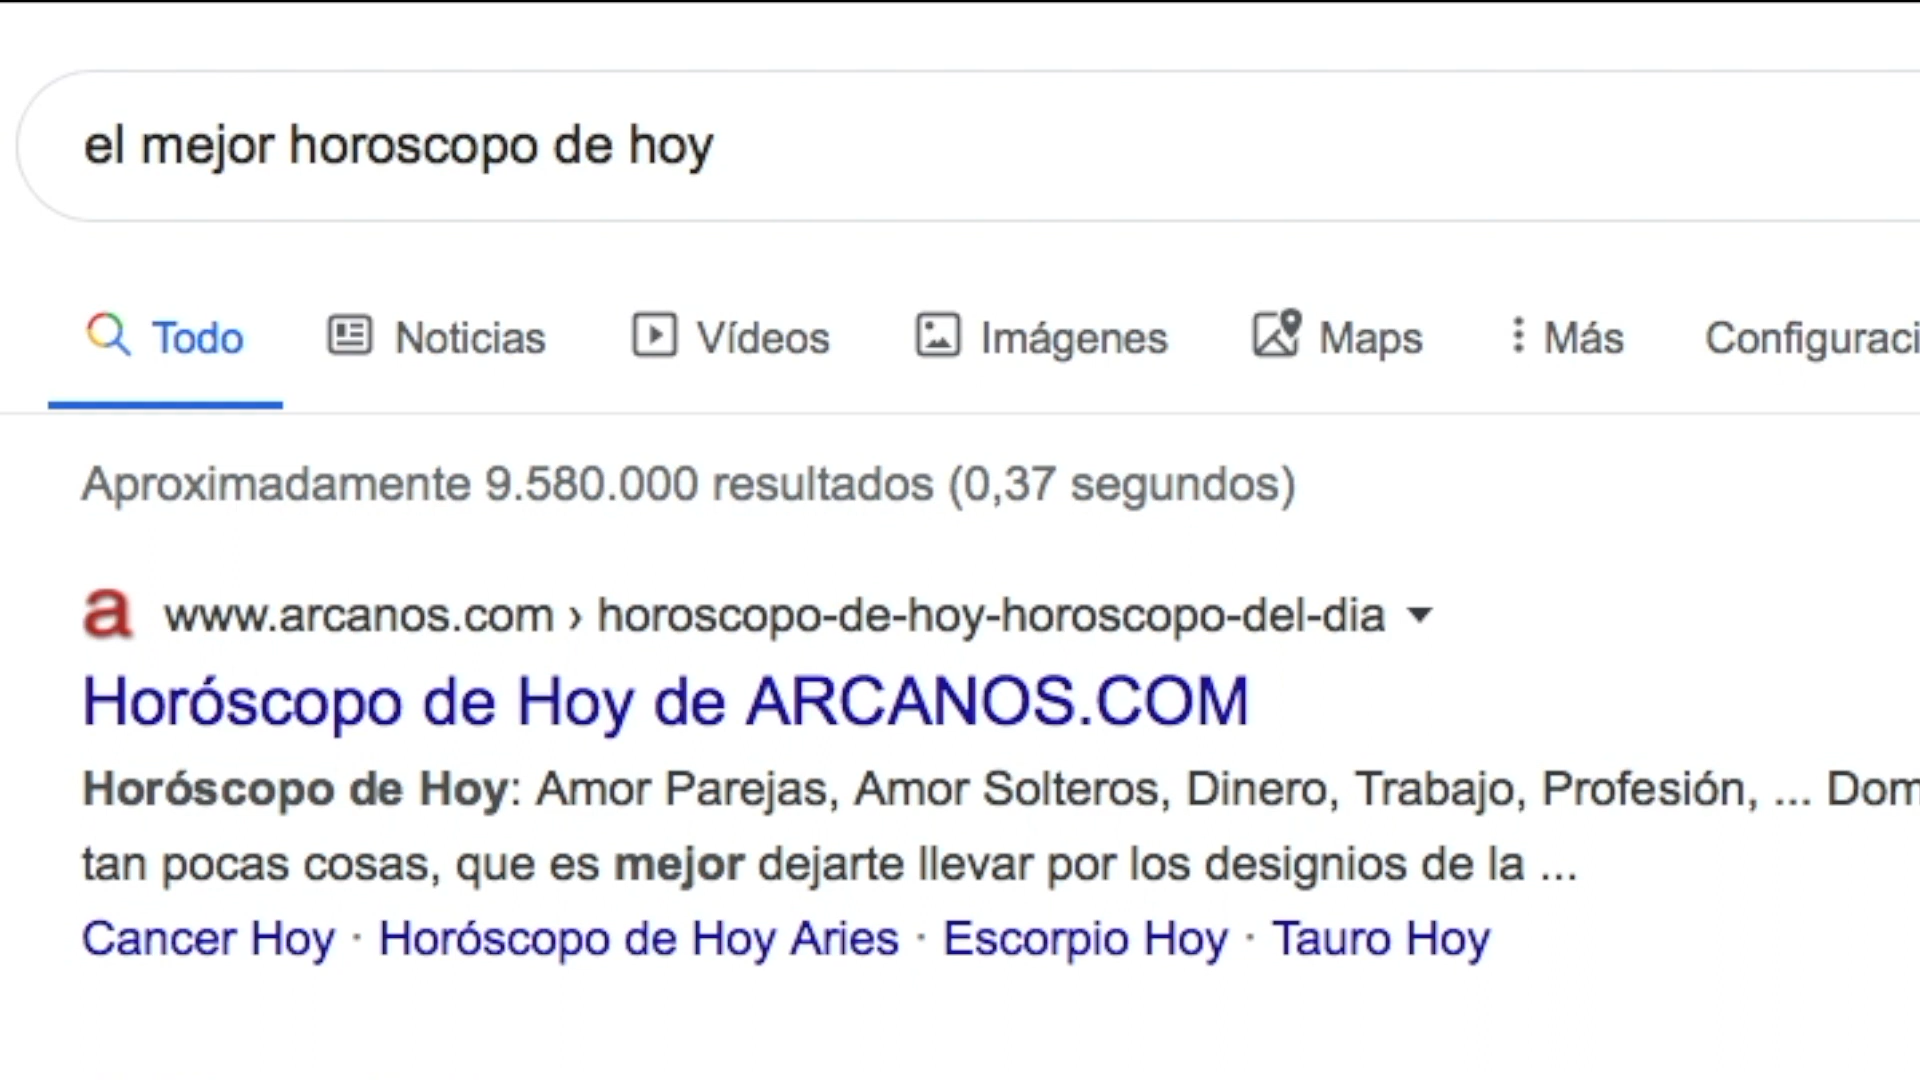 el mejor horoscopo de hoy
Todo Noticias Vídeos Imágenes Maps Más Configuraci
Aproximadamente 9.580.000 resultados (0,37 segundos)
a www.arcanos.com › horoscopo-de-hoy-horoscopo-del-dia
Horóscopo de Hoy de ARCANOS.COM
Horóscopo de Hoy: Amor Parejas, Amor Solteros, Dinero, Trabajo, Profesión, ... Dom
tan pocas cosas, que es mejor dejarte llevar por los designios de la ...
Cancer Hoy · Horóscopo de Hoy Aries · Escorpio Hoy · Tauro Hoy